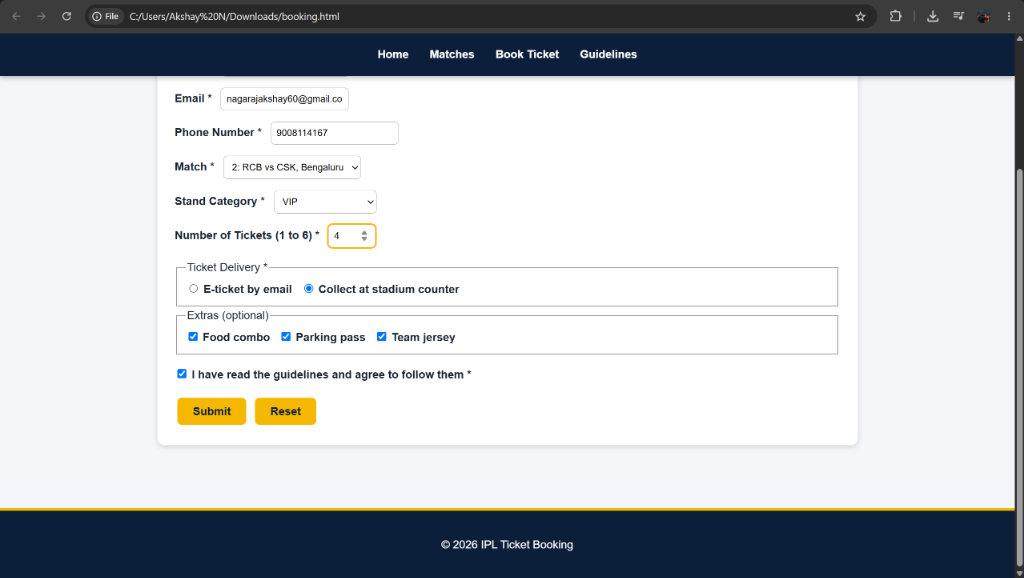 File C:/Users/Akshay%20N/Downloads/booking.html
Home Matches Book Ticket Guidelines
Email * nagarajakshay60@gmail.co
Phone Number * 9008114167
Match * 2: RCB vs CSK, Bengaluru
Stand Category * VIP
Number of Tickets (1 to 6) * 4
Ticket Delivery *
E-ticket by email Collect at stadium counter
Extras (optional)
Food combo Parking pass Team jersey
I have read the guidelines and agree to follow them *
Submit Reset
© 2026 IPL Ticket Booking